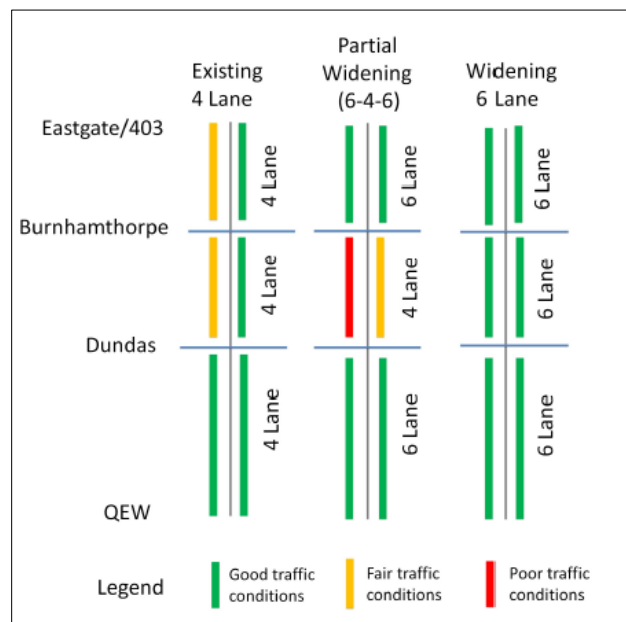 Existing
4 Lane
Partial
Widening
(6-4-6)
Widening
6 Lane
Eastgate/403
4 Lane
6 Lane
6 Lane
Burnhamthorpe
4 Lane
4 Lane
6 Lane
Dundas
4 Lane
6 Lane
6 Lane
QEW
Legend
Good traffic
conditions
Fair traffic
conditions
Poor traffic
conditions